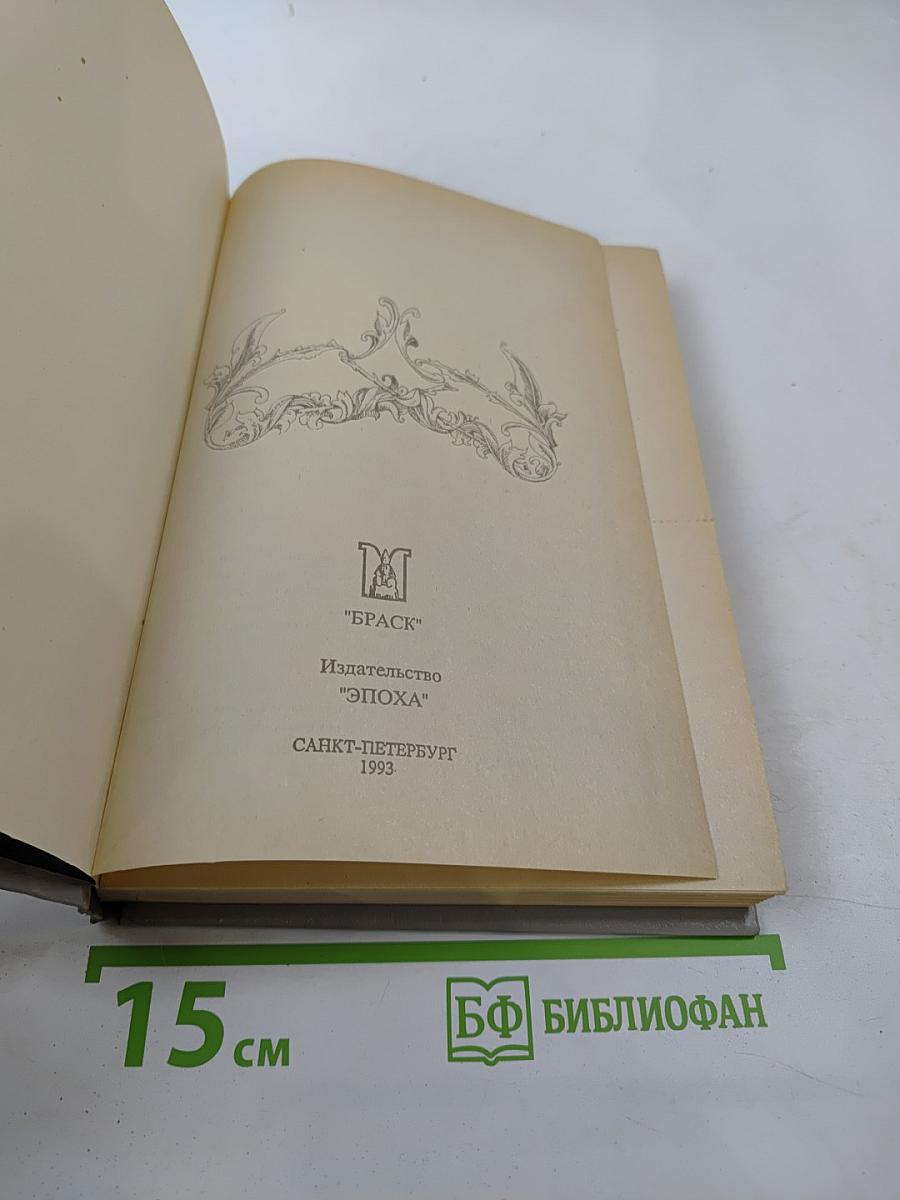 "БРАСК"
Издательство
"ЭПОХА"
САНКТ-ПЕТЕРБУРГ
1993
15 см
БФ БИБЛИОФАН